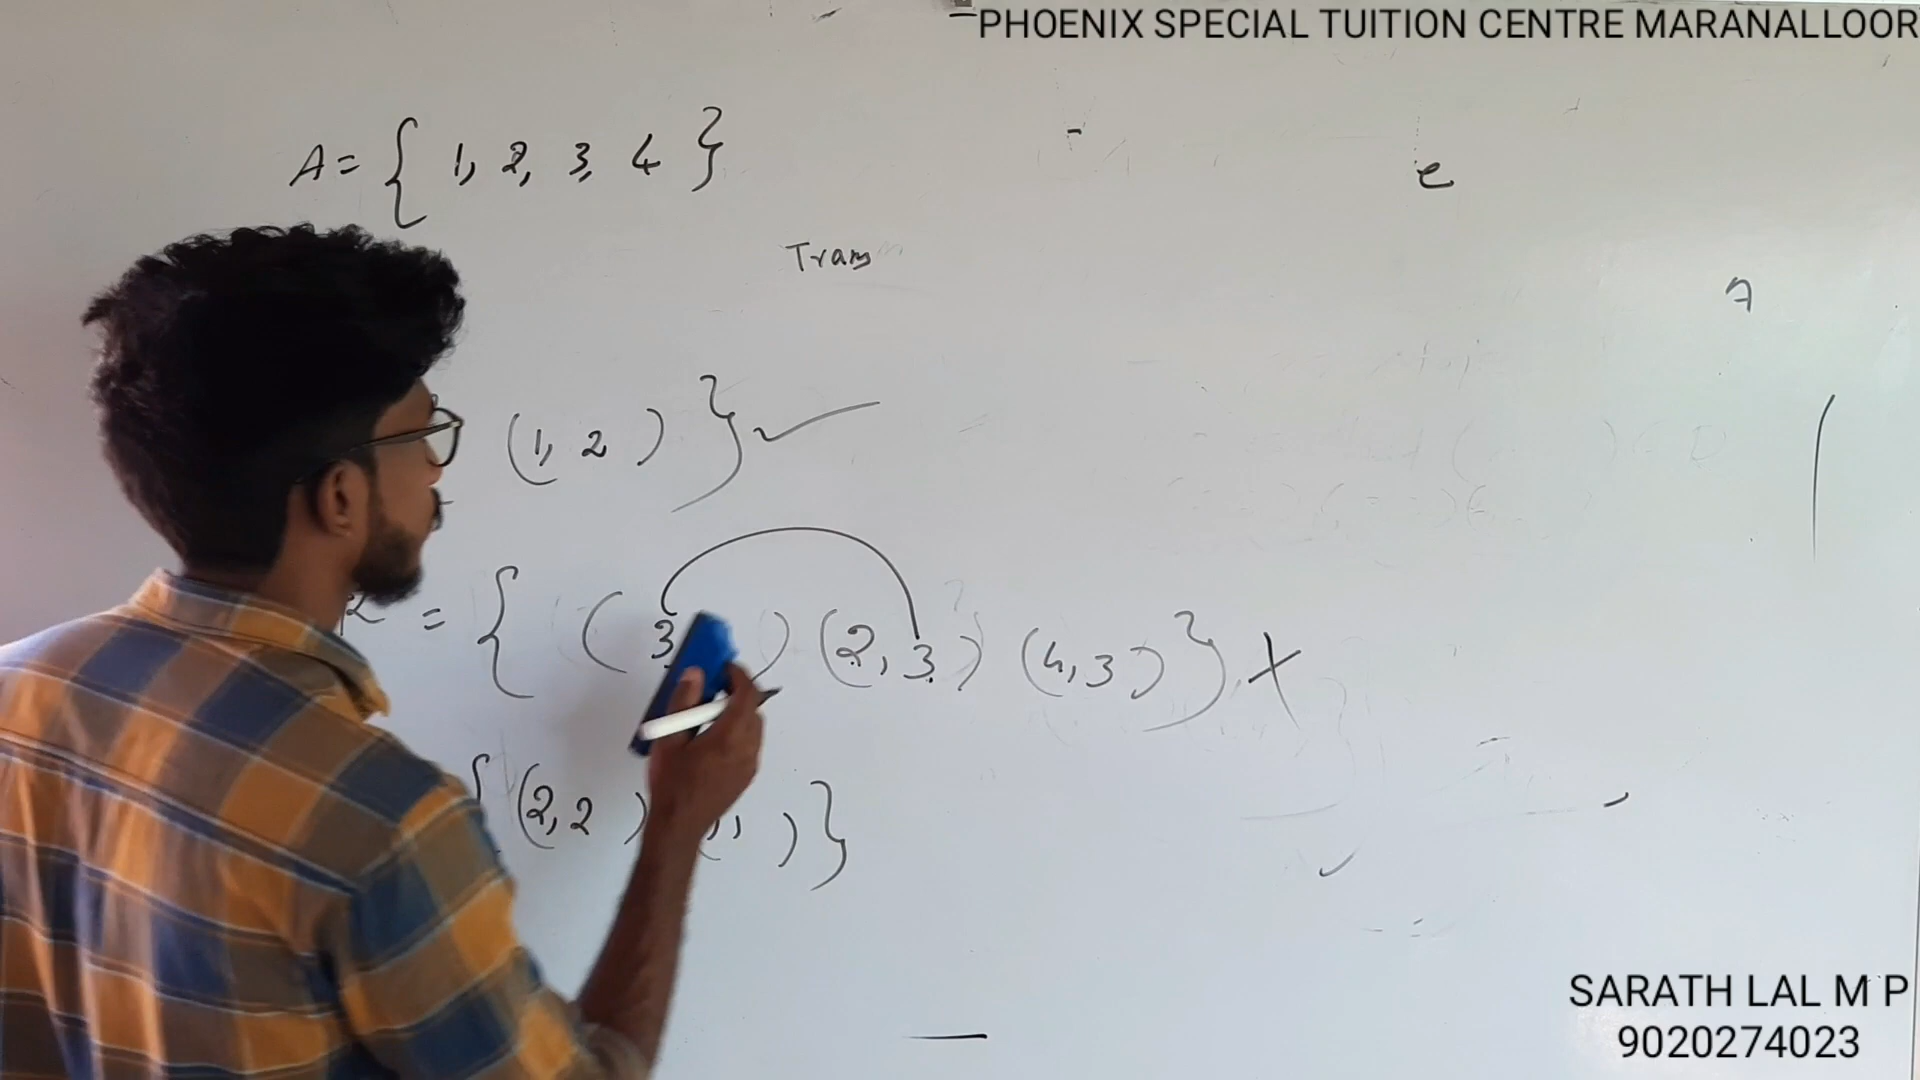 PHOENIX SPECIAL TUITION CENTRE MARANALLOOR
A = { 1, 2, 3, 4 }
e
Trans
7
(1, 2) } ✓
R = { ( 3, ) (2, 3) (4, 3) } X
{ (2, 2 ) ) }
SARATH LAL M P
9020274023